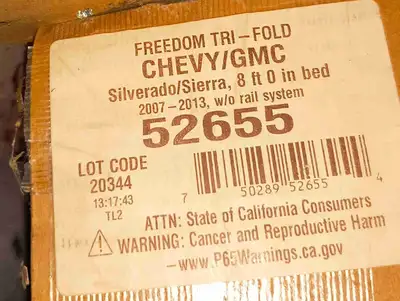 FREEDOM TRI-FOLD
CHEVY/GMC
Silverado/Sierra, 8 ft 0 in bed
2007-2013, w/o rail system
52655
LOT CODE
20344
13:17:43
TL2
7 50289 52655 4
ATTN: State of California Consumers
WARNING: Cancer and Reproductive Harm
-www.P65Warnings.ca.gov